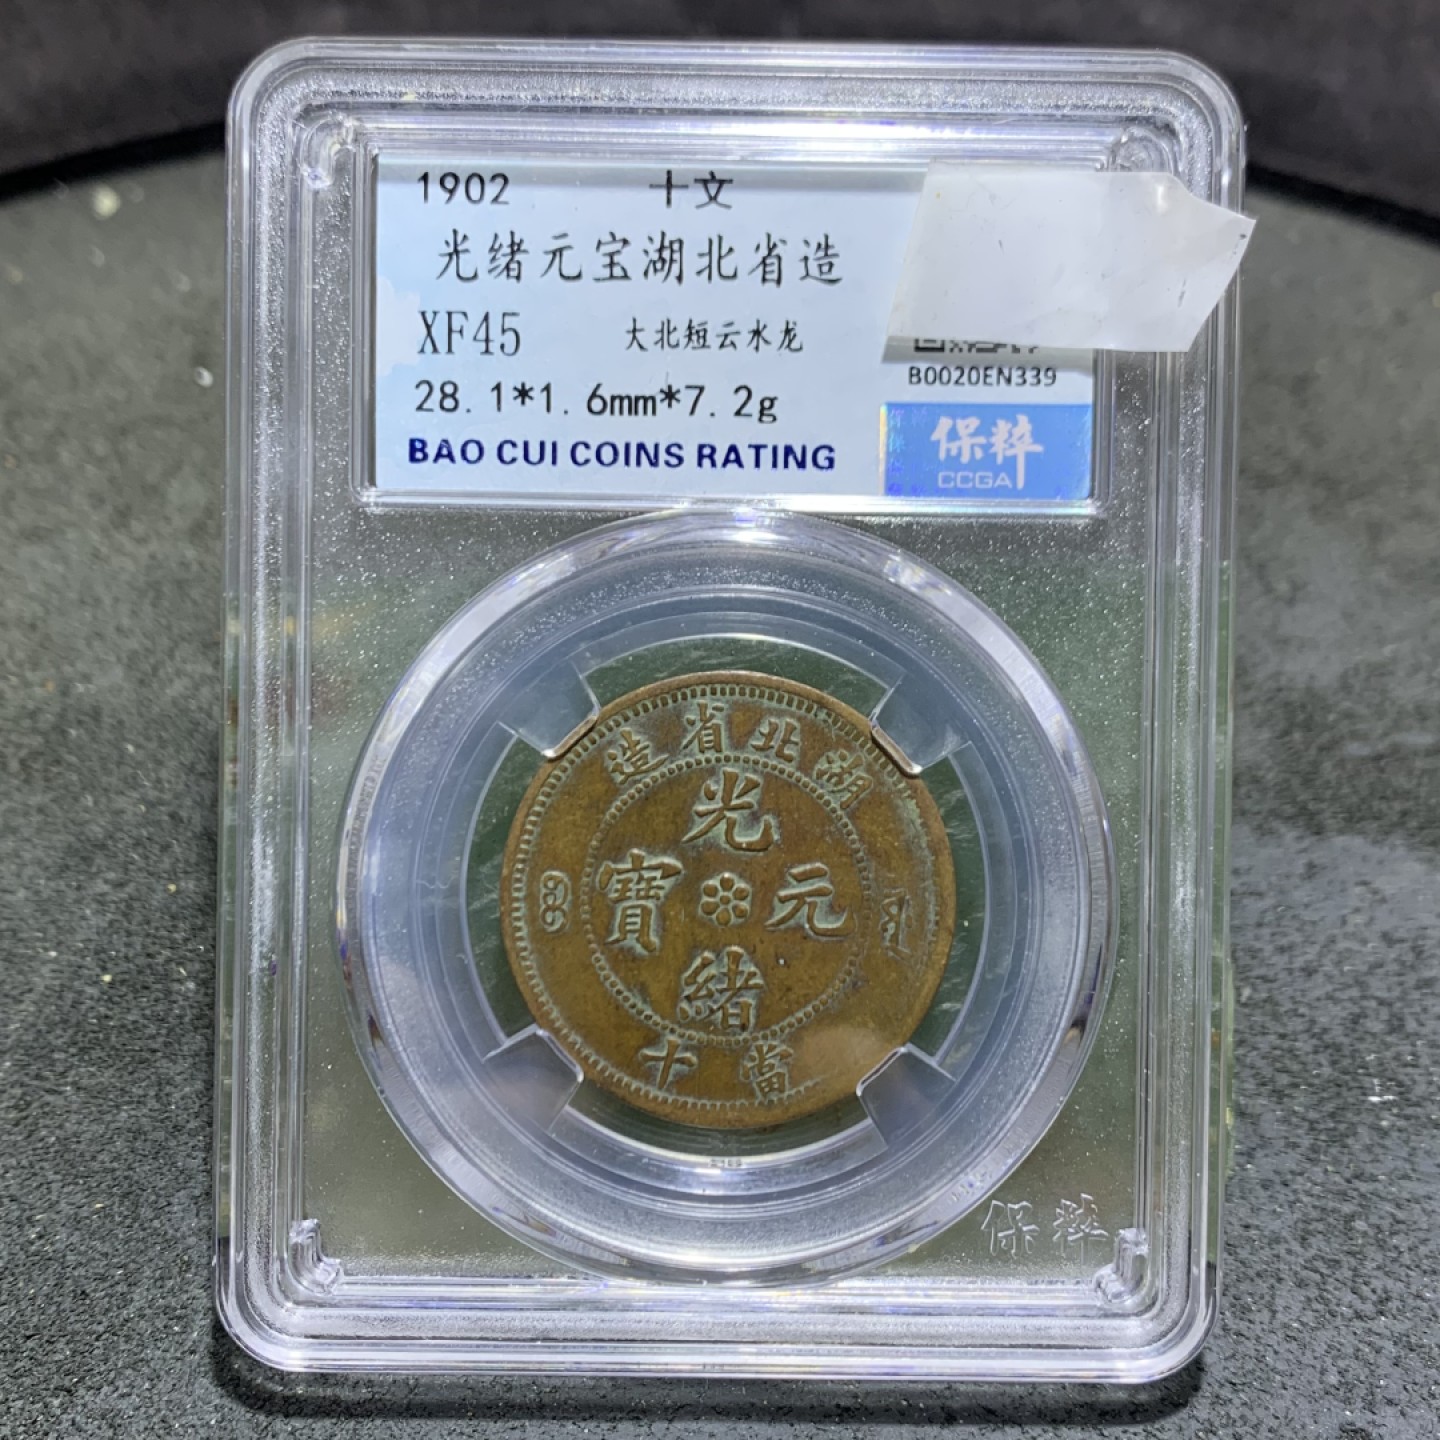 1902 十文
光绪元宝湖北省造
XF45 大北短云水龙
28.1*1.6mm*7.2g
B0020EN339
BAO CUI COINS RATING
保粹
CCGA
湖北省造
光緒元寶
當十
保粹